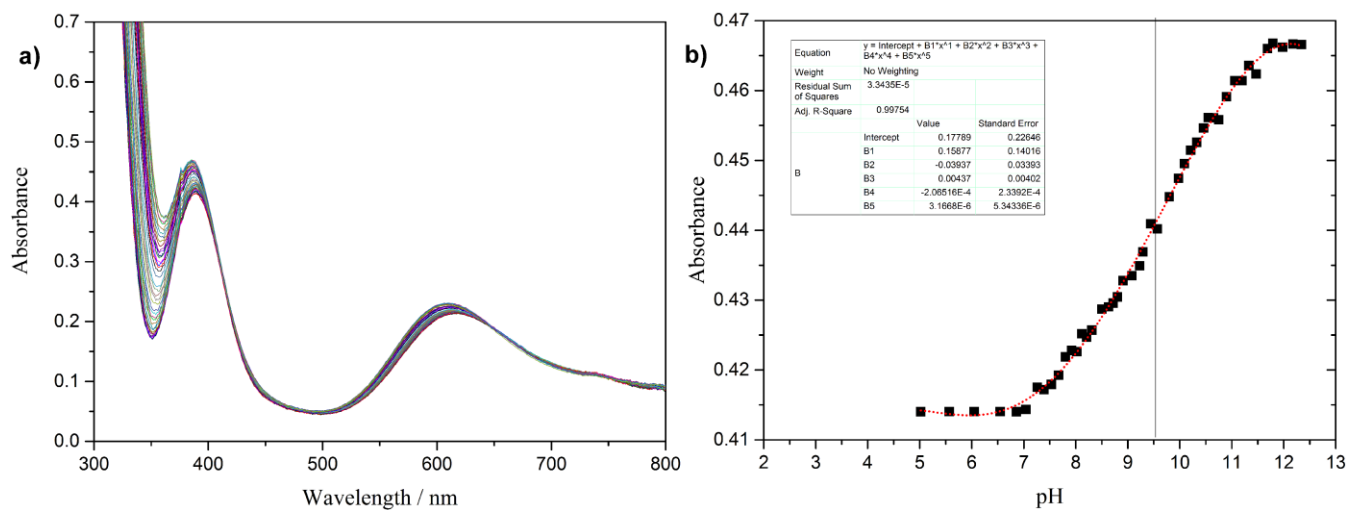 a)
0.7
0.6
0.5
0.4
0.3
0.2
0.1
0.0
Absorbance
300 400 500 600 700 800
Wavelength / nm
b)
0.47
0.46
0.45
0.44
0.43
0.42
0.41
Absorbance
Equation y = Intercept + B1*x^1 + B2*x^2 + B3*x^3 +
B4*x^4 + B5*x^5
Weight No Weighting
Residual Sum
of Squares 3.3435E-5
Adj. R-Square 0.99754
Value Standard Error
B
Intercept 0.17789 0.22646
B1 0.15877 0.14016
B2 -0.03937 0.03393
B3 0.00437 0.00402
B4 -2.06516E-4 2.3392E-4
B5 3.1668E-6 5.34336E-6
2 3 4 5 6 7 8 9 10 11 12 13
pH